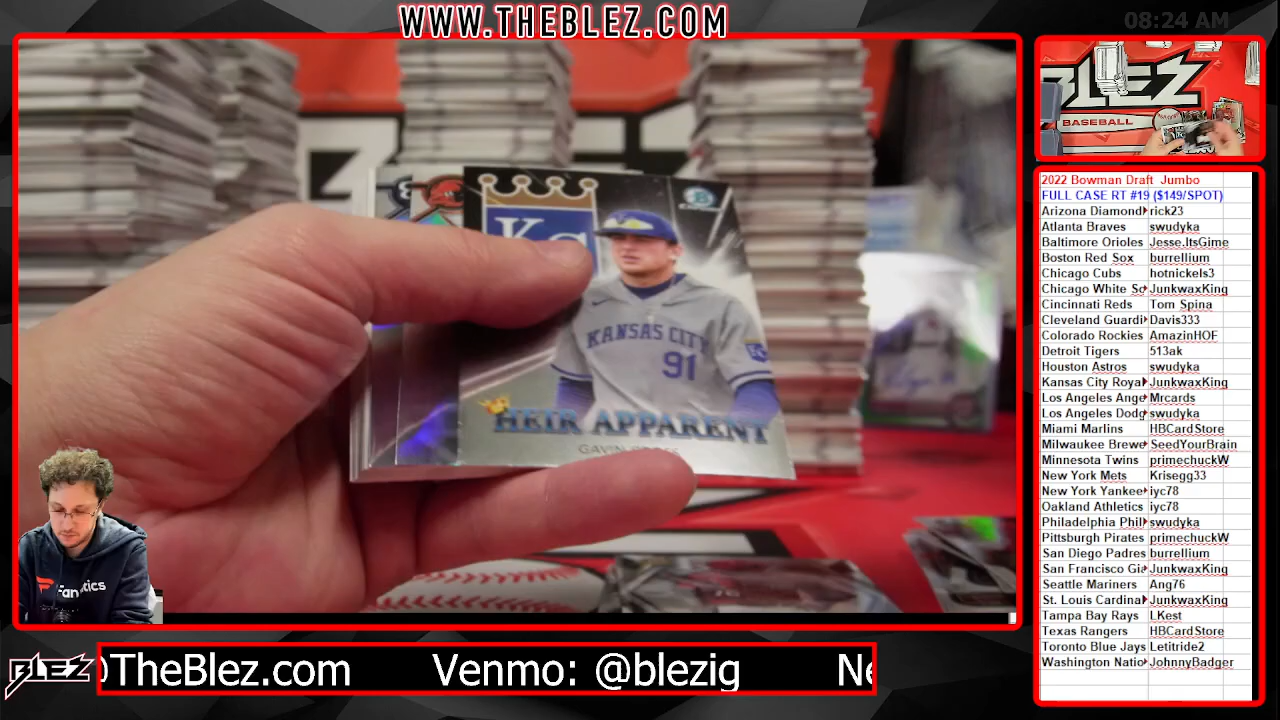 WWW.THEBLEZ.COM
08:24 AM
BLEZ
BASEBALL
KC
KANSAS CITY
91
HEIR APPARENT
Fanatics
2022 Bowman Draft Jumbo
FULL CASE RT #19 ($149/SPOT)
Arizona Diamond rick23
Atlanta Braves swudyka
Baltimore Orioles Jesse.ItsGime
Boston Red Sox burrellium
Chicago Cubs hotnickels3
Chicago White So JunkwaxKing
Cincinnati Reds Tom Spina
Cleveland Guardi Davis333
Colorado Rockies AmazinHOF
Detroit Tigers 513ak
Houston Astros swudyka
Kansas City Roya JunkwaxKing
Los Angeles Ange Mrcards
Los Angeles Dodg swudyka
Miami Marlins HBCardStore
Milwaukee Brewe SeedYourBrain
Minnesota Twins primechuckW
New York Mets Krisegg33
New York Yankee iyc78
Oakland Athletics iyc78
Philadelphia Phil swudyka
Pittsburgh Pirates primechuckW
San Diego Padres burrellium
San Francisco Gia JunkwaxKing
Seattle Mariners Ang76
St. Louis Cardina JunkwaxKing
Tampa Bay Rays LKest
Texas Rangers HBCardStore
Toronto Blue Jays Letitride2
Washington Natio JohnnyBadger
BLEZ
@TheBlez.com Venmo: @blezig Ne